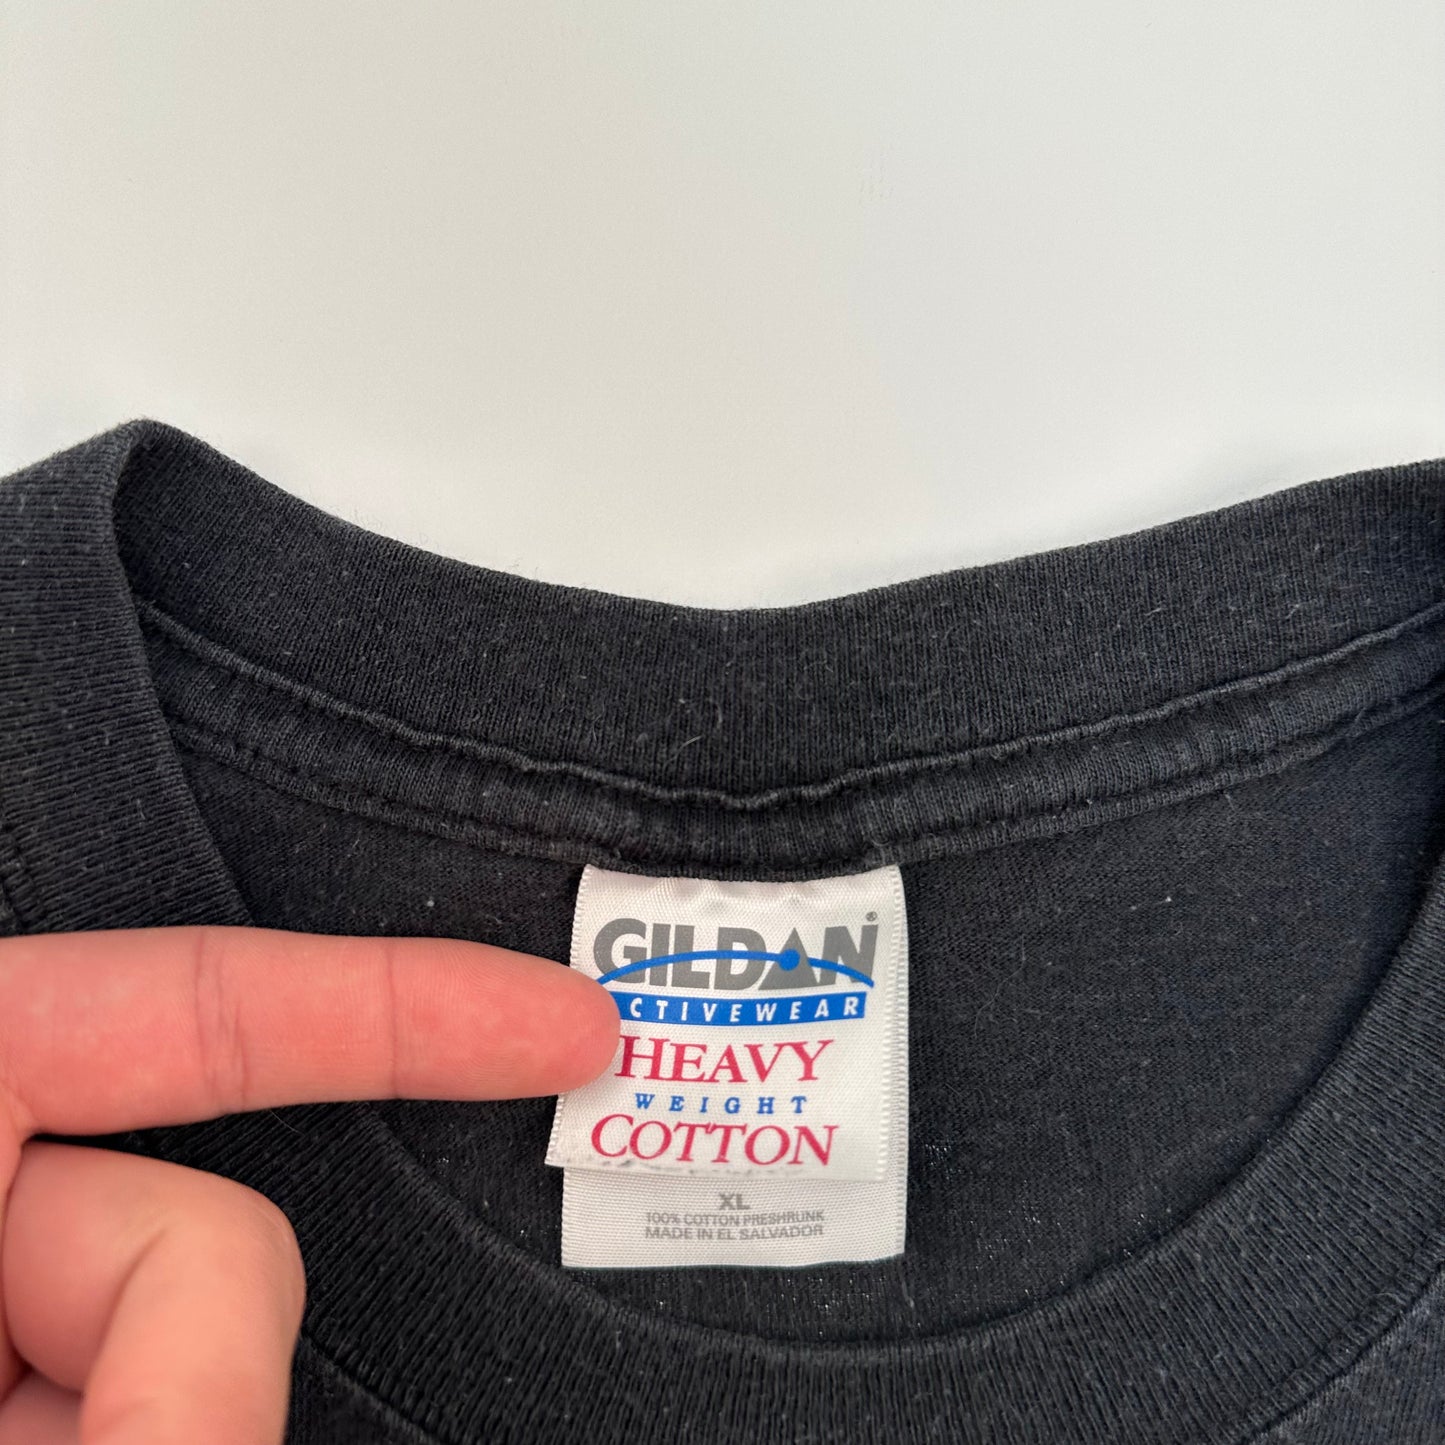 GILDAN®
CTIVEWEAR
HEAVY
WEIGHT
COTTON
XL
100% COTTON PRESHRUNK
MADE IN EL SALVADOR